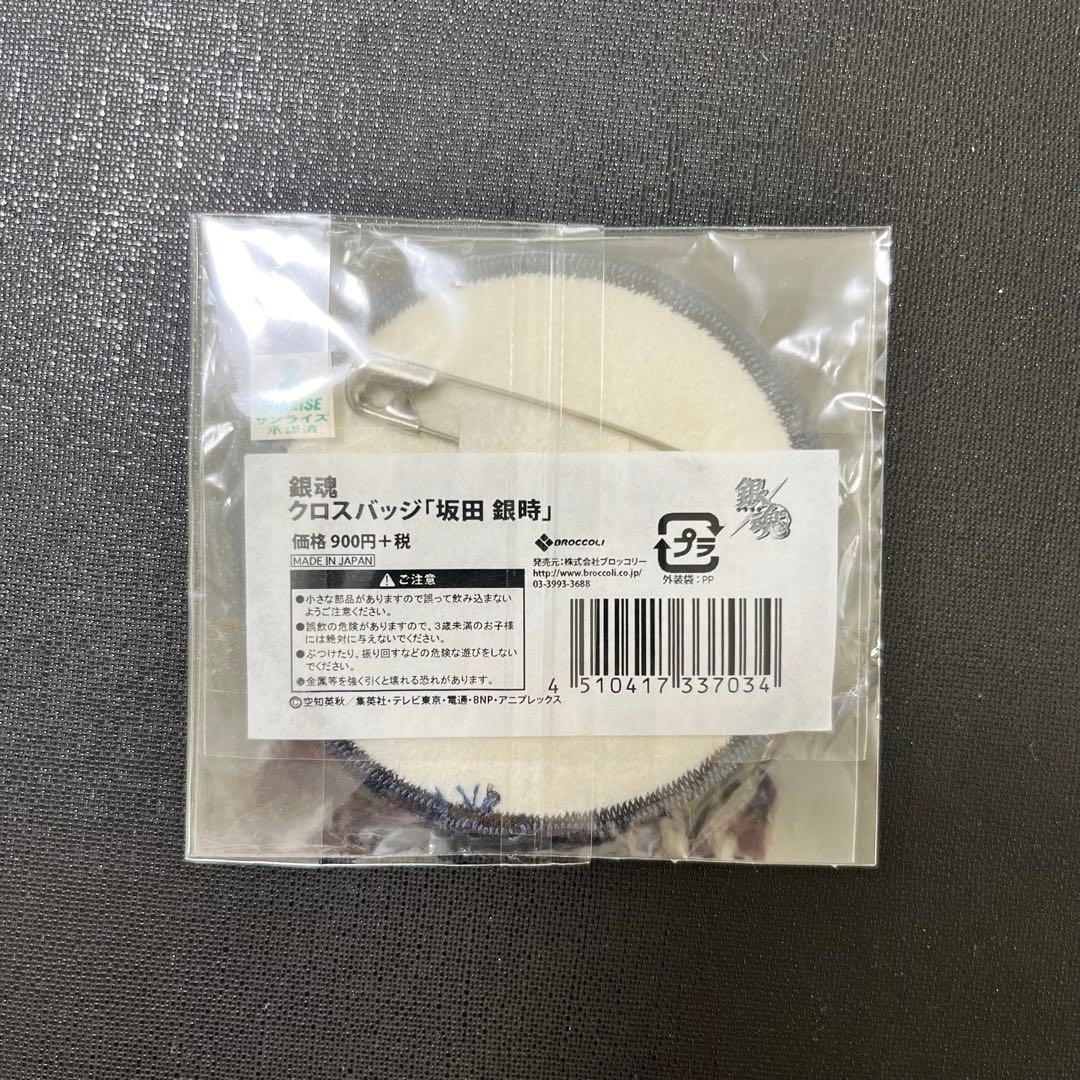 SUNRISE
サンライズ
承認済
銀魂
クロスバッジ「坂田 銀時」
価格 900円+税
MADE IN JAPAN
ご注意
●小さな部品がありますので誤って飲み込まない
ようご注意ください。
●誤飲の危険がありますので、3歳未満のお子様
には絶対に与えないでください。
●ぶつけたり、振り回すなどの危険な遊びをしない
でください。
●金属等を強く引くと壊れる恐れがあります。
©空知英秋/集英社・テレビ東京・電通・BNP・アニプレックス
BROCCOLI
発売元:株式会社ブロッコリー
http://www.broccoli.co.jp/
03-3993-3688
プラ
外装袋:PP
銀魂
4 510417 337034